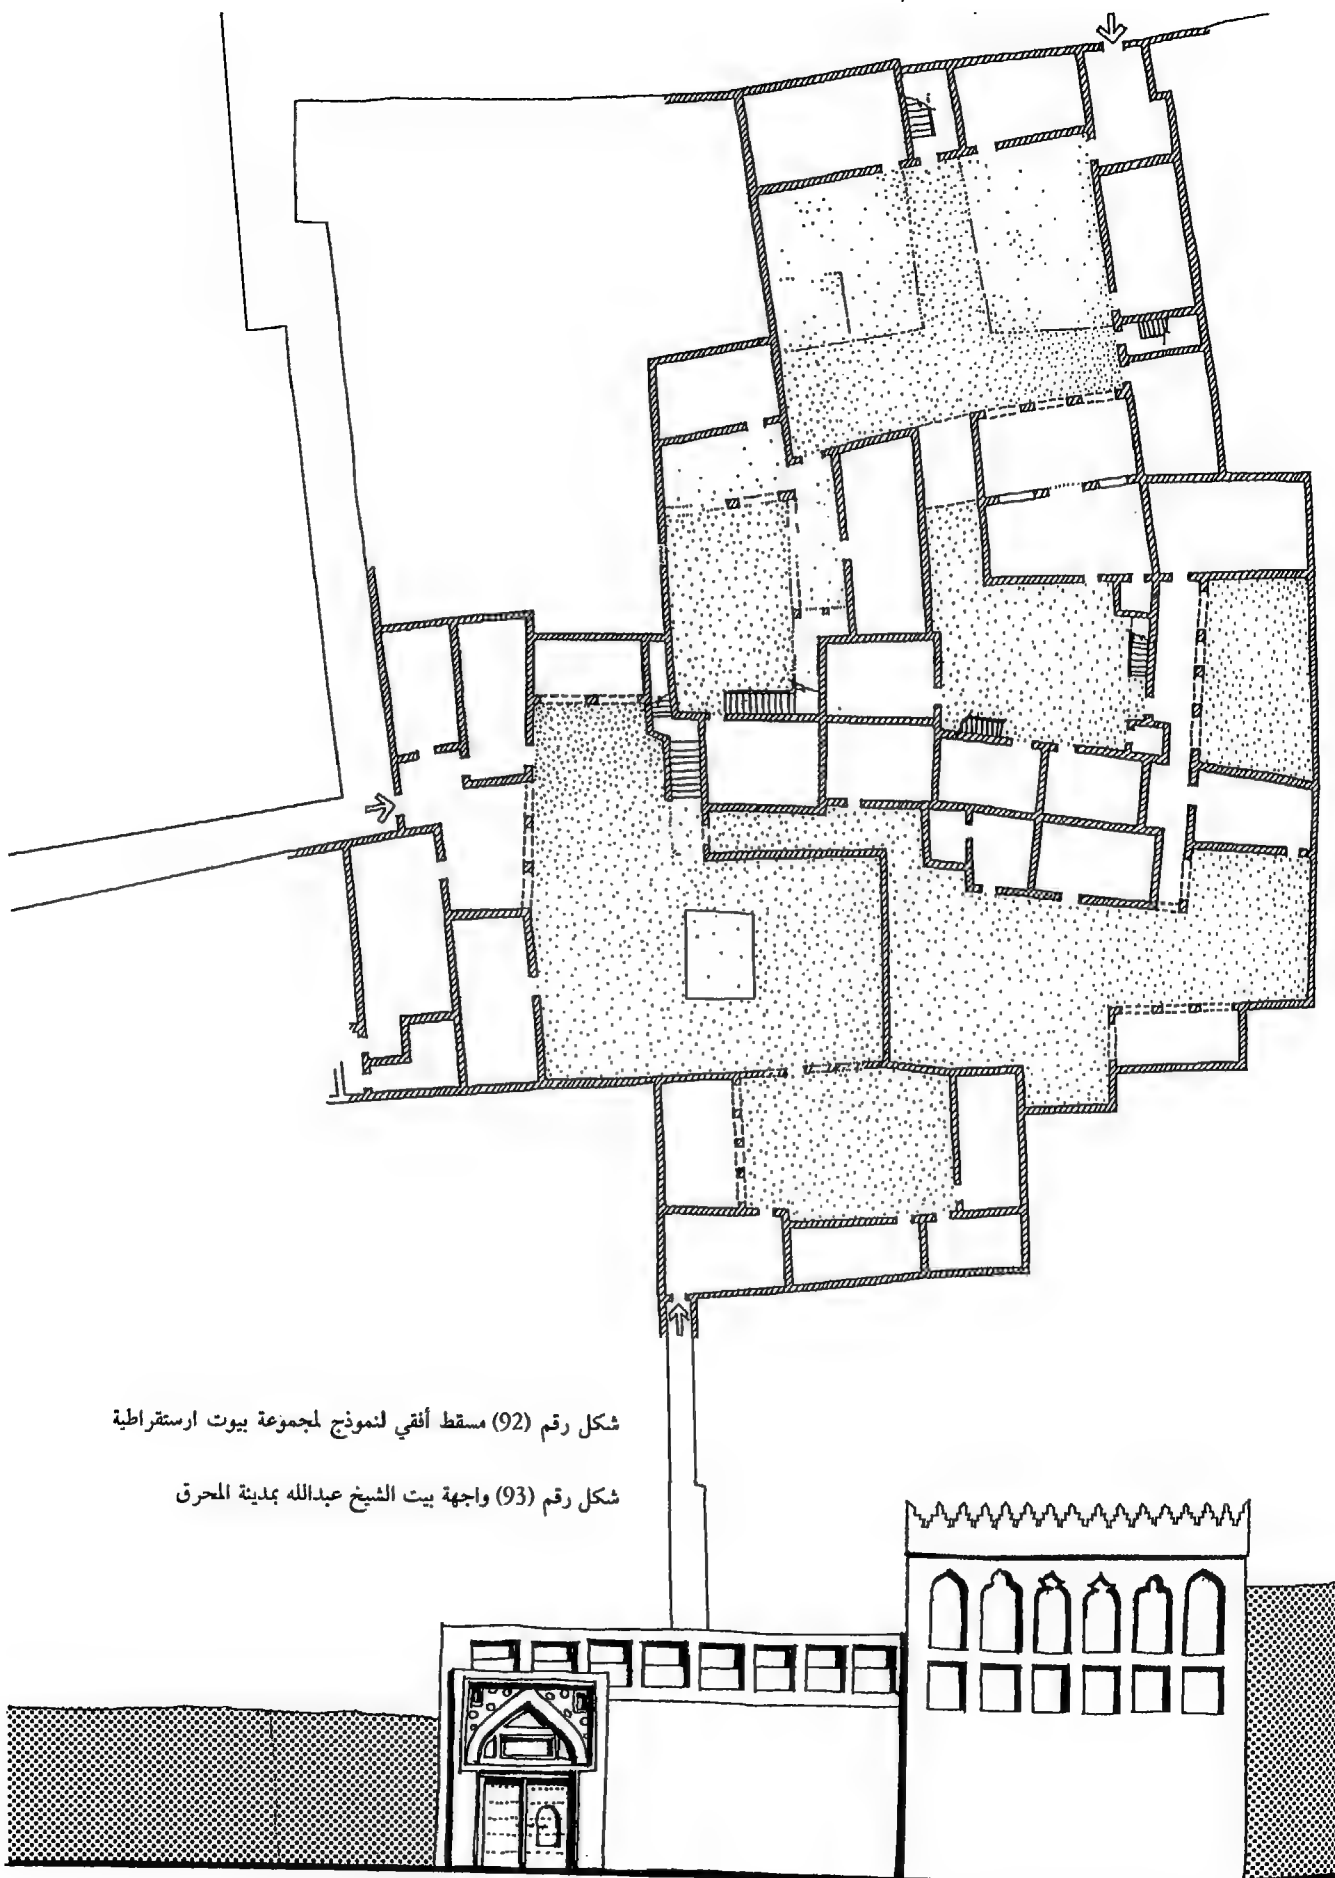 شكل رقم (92) مسقط أفقي لنموذج لمجموعة بيوت ارستقراطية
شكل رقم (93) واجهة بيت الشيخ عبدالله بمدينة المحرق